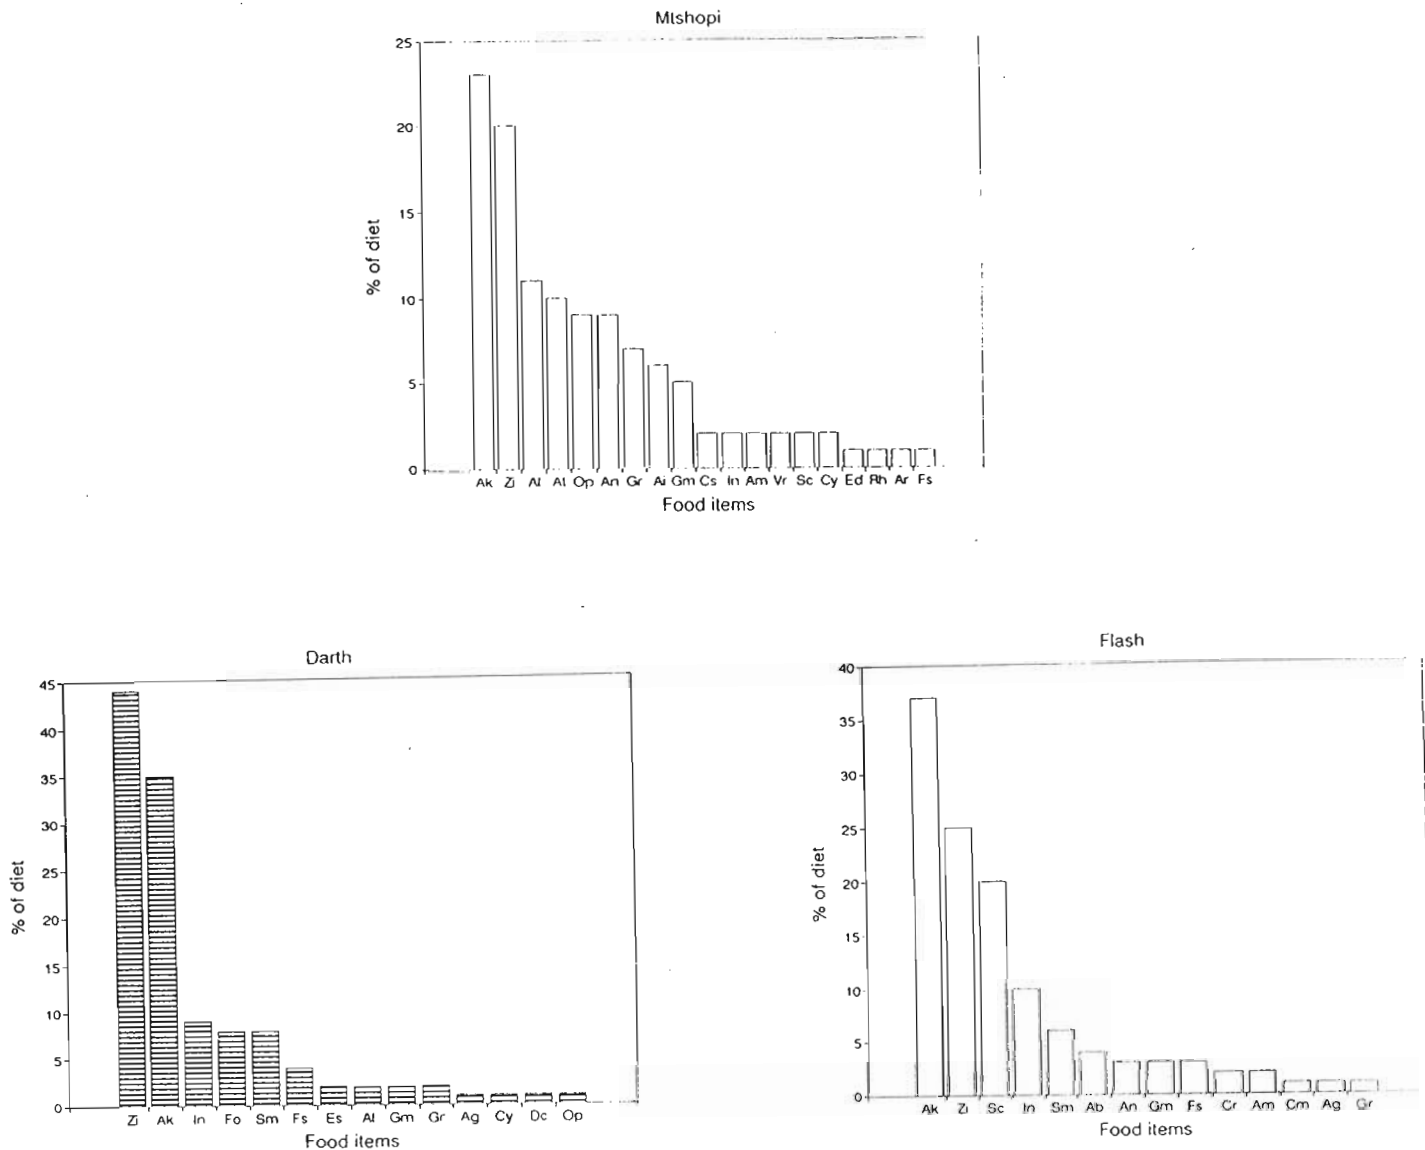 Mtshopi
25
20
15
10
5
0
% of diet
Ak Zi Al Al Op An Gr Ai Gm Cs In Am Vr Sc Cy Ed Rh Ar Fs
Food items
Darth
45
40
35
30
25
20
15
10
5
0
% of diet
Zi Ak In Fo Sm Fs Es Al Gm Gr Ag Cy Dc Op
Food items
Flash
40
35
30
25
20
15
10
5
0
% of diet
Ak Zi Sc In Sm Ab An Gm Fs Cr Am Cm Ag Gr
Food items